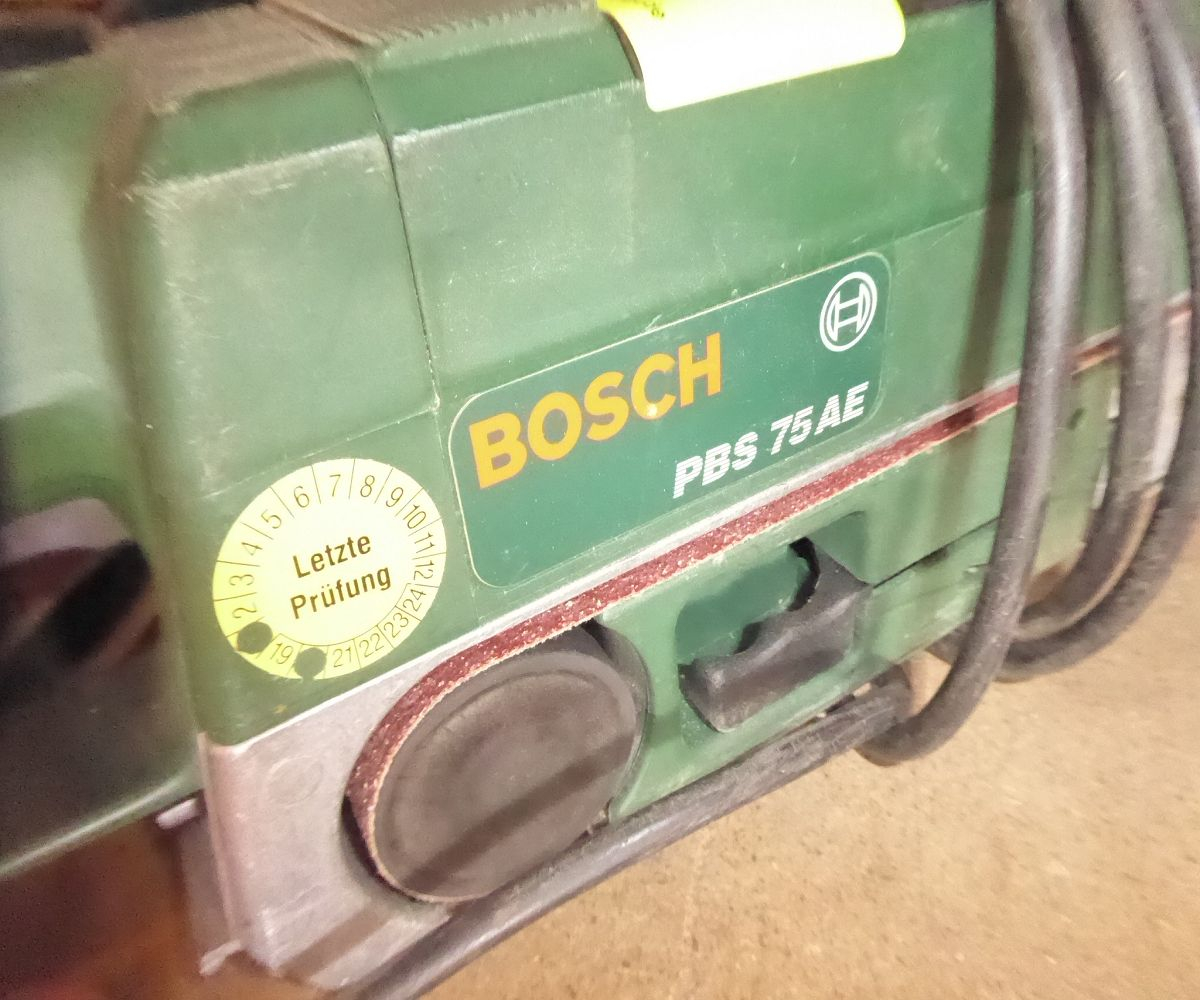 BOSCH
PBS 75 AE
2 3 4 5 6 7 8 9 10 11 12
Letzte
Prüfung
19 21 22 23 24